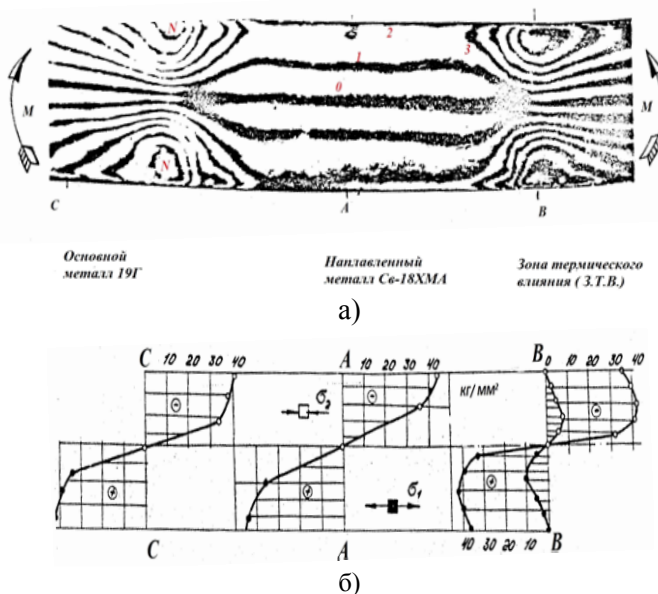 N 2 3
1
0
M M
N
C A B
Основной
металл 19Г
Наплавленный
металл Св-18ХМА
Зона термического
влияния ( З.Т.В.)
а)
C 10 20 30 40 A 10 20 30 40 B 0 10 20 30 40
σ2 КГ/ММ²
σ1
40 30 20 10
C A B
б)